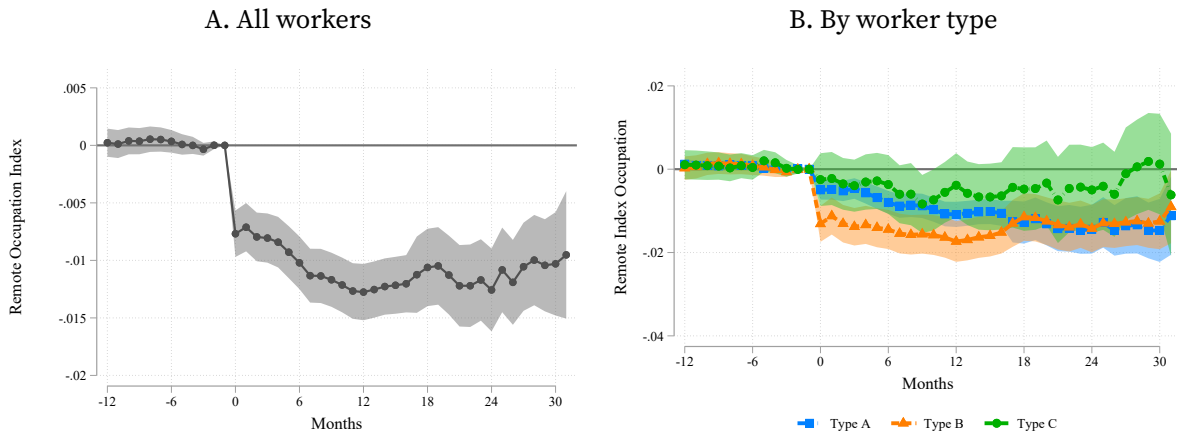 A. All workers
.005
0
-.005
-.01
-.015
-.02
Remote Occupation Index
-12 -6 0 6 12 18 24 30
Months
B. By worker type
.02
0
-.02
-.04
Remote Index Occupation
-12 -6 0 6 12 18 24 30
Months
Type A Type B Type C